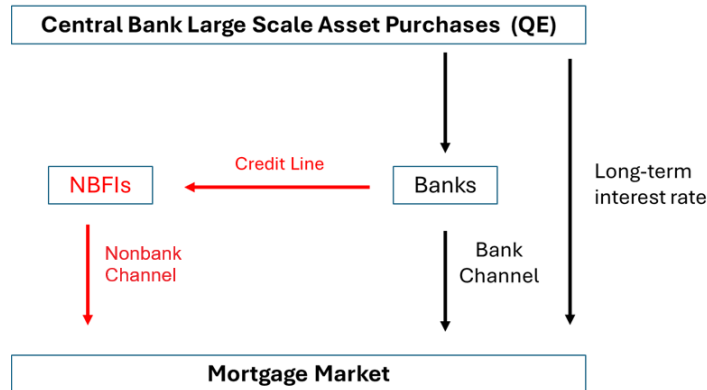 Central Bank Large Scale Asset Purchases (QE)
Credit Line
NBFIs
Banks
Long-term
interest rate
Nonbank
Channel
Bank
Channel
Mortgage Market